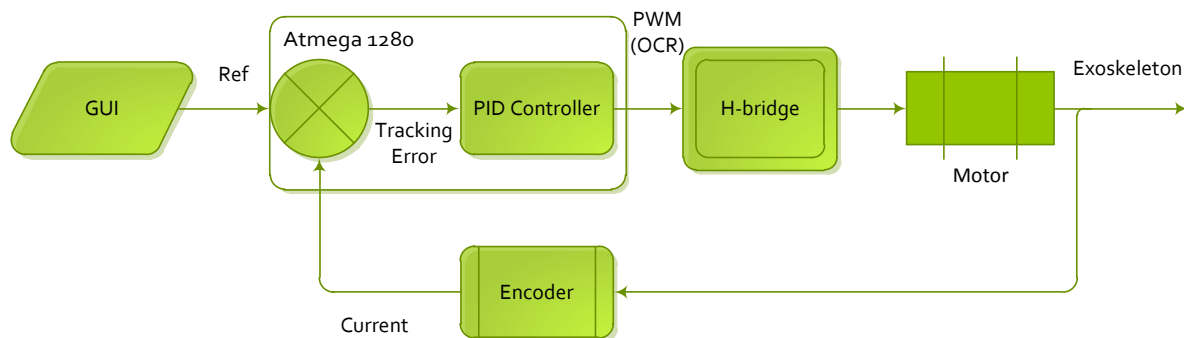 Atmega 1280
PWM
(OCR)
Exoskeleton
Ref
GUI
PID Controller
H-bridge
Tracking
Error
Motor
Encoder
Current